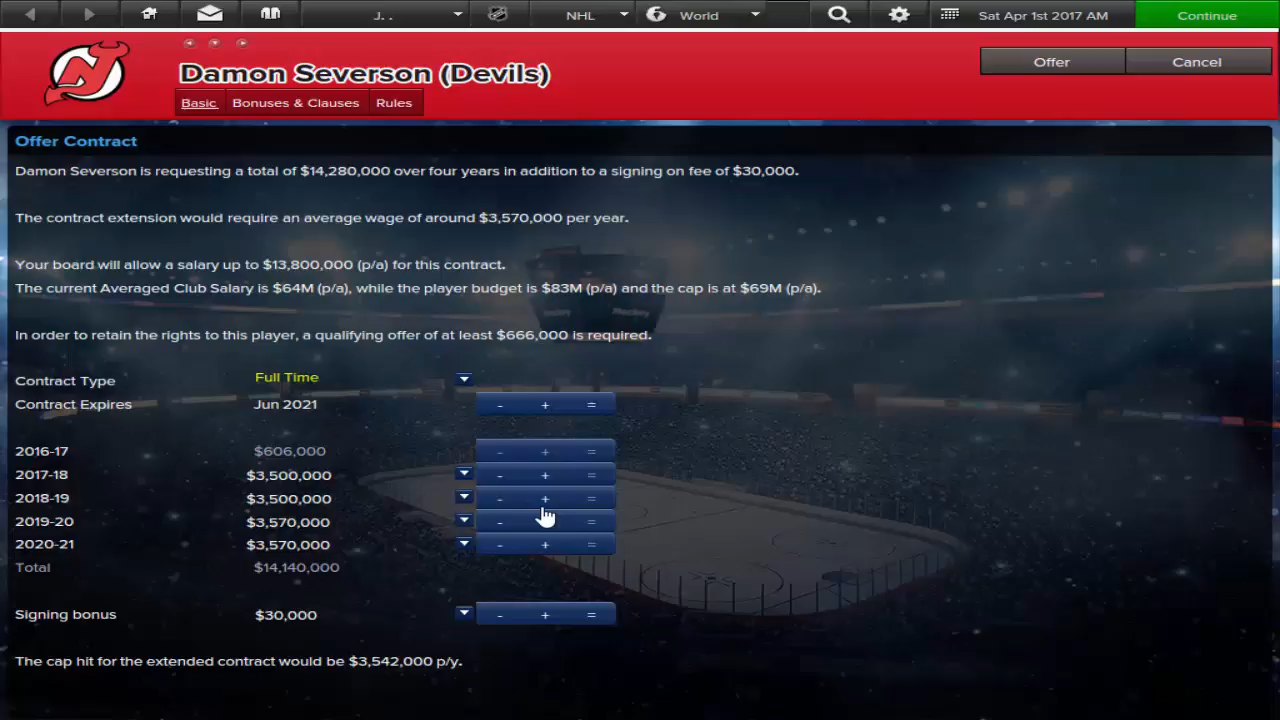 J. .
NHL
World
Sat Apr 1st 2017 AM
Continue
Damon Severson (Devils)
Offer
Cancel
Basic
Bonuses & Clauses
Rules
Offer Contract
Damon Severson is requesting a total of $14,280,000 over four years in addition to a signing on fee of $30,000.
The contract extension would require an average wage of around $3,570,000 per year.
Your board will allow a salary up to $13,800,000 (p/a) for this contract.
The current Averaged Club Salary is $64M (p/a), while the player budget is $83M (p/a) and the cap is at $69M (p/a).
In order to retain the rights to this player, a qualifying offer of at least $666,000 is required.
Contract Type Full Time
Contract Expires Jun 2021 - + =
2016-17 $606,000 - + =
2017-18 $3,500,000 - + =
2018-19 $3,500,000 - + =
2019-20 $3,570,000 - + =
2020-21 $3,570,000 - + =
Total $14,140,000
Signing bonus $30,000 - + =
The cap hit for the extended contract would be $3,542,000 p/y.